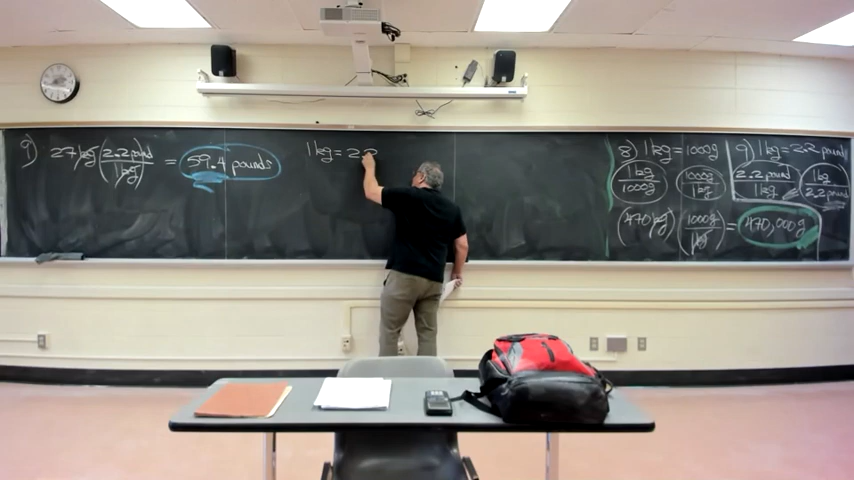 9) 27 kg (2.2 pound / 1 kg) = 59.4 pounds
1 kg = 2.2
8) 1 kg = 1000 g
1 kg / 1000 g
1000 g / 1 kg
(470 kg) (1000 g / 1 kg) = 470,000 g
9) 1 kg = 2.2 pounds
2.2 pound / 1 kg
1 kg / 2.2 pounds